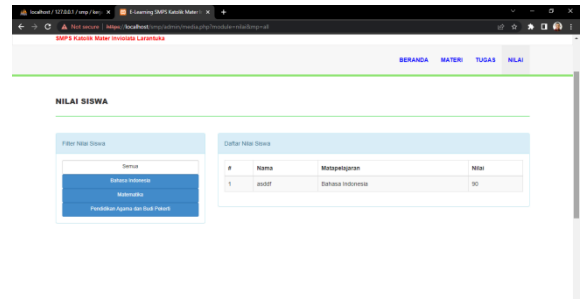 localhost / 127.0.0.1 / smp /
E-Learning SMPS Katolik Mater
Not secure | https://localhost/smp/admin/media.php?module=nilai&mp=all
SMPS Katolik Mater Inviolata Larantuka
BERANDA MATERI TUGAS NILAI
NILAI SISWA
Filter Nilai Siswa
Semua
Bahasa Indonesia
Matematika
Pendidikan Agama dan Budi Pekerti
Daftar Nilai Siswa
# Nama Matapelajaran Nilai
1 asddf Bahasa Indonesia 90